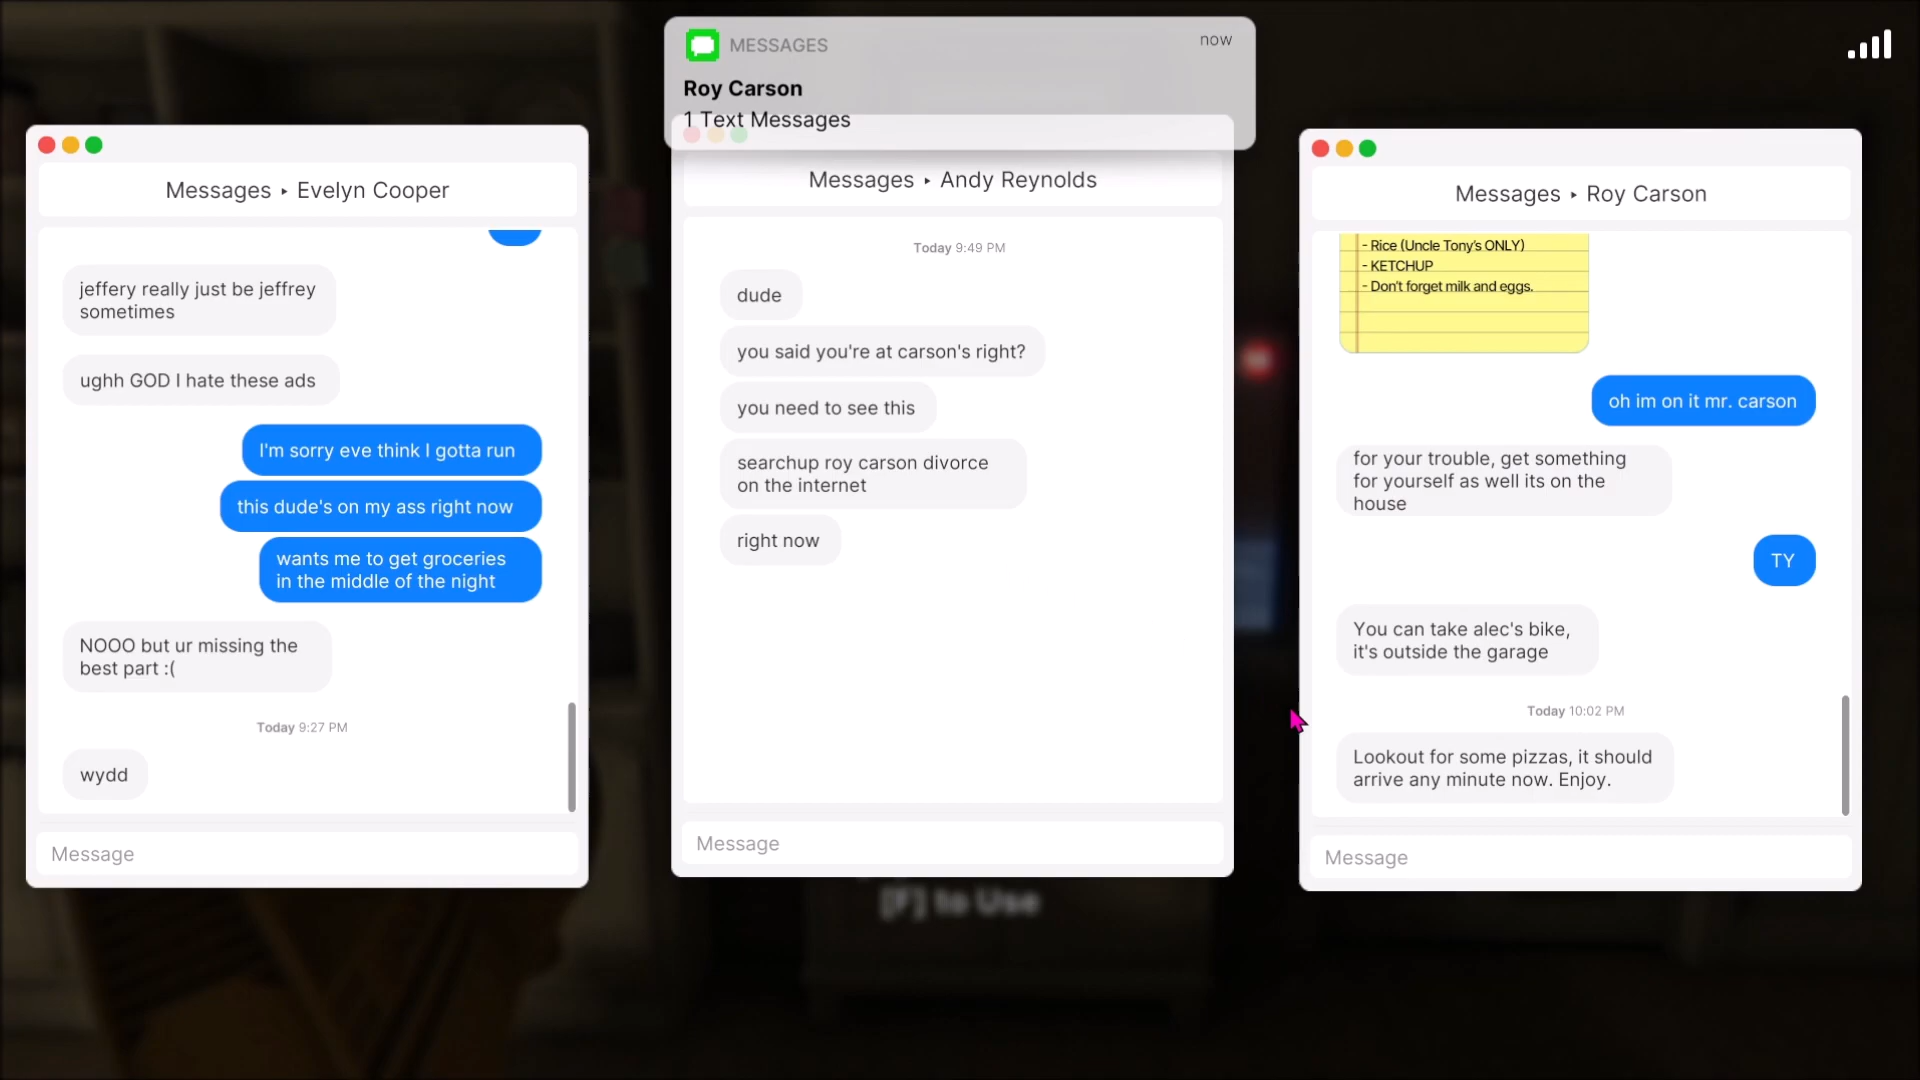 MESSAGES
now
Roy Carson
1 Text Messages
Messages ▸ Evelyn Cooper
jeffery really just be jeffrey
sometimes
ughh GOD I hate these ads
I'm sorry eve think I gotta run
this dude's on my ass right now
wants me to get groceries
in the middle of the night
NOOO but ur missing the
best part :(
Today 9:27 PM
wydd
Message
Messages ▸ Andy Reynolds
Today 9:49 PM
dude
you said you're at carson's right?
you need to see this
searchup roy carson divorce
on the internet
right now
Message
Messages ▸ Roy Carson
- Rice (Uncle Tony's ONLY)
- KETCHUP
- Don't forget milk and eggs.
oh im on it mr. carson
for your trouble, get something
for yourself as well its on the
house
TY
You can take alec's bike,
it's outside the garage
Today 10:02 PM
Lookout for some pizzas, it should
arrive any minute now. Enjoy.
Message
[F] to Use